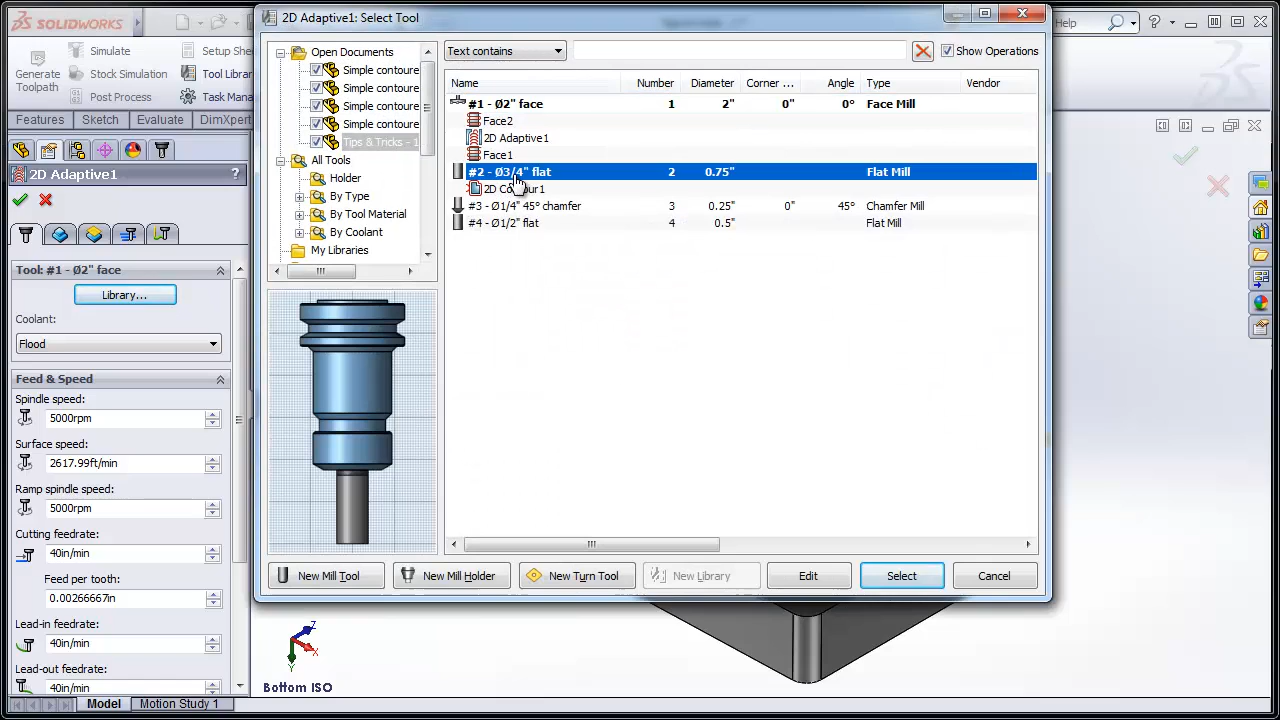 SOLIDWORKS
2D Adaptive1: Select Tool
Help
Generate
Toolpath
Simulate
Stock Simulation
Post Process
Setup She
Tool Librar
Task Mana
Features
Sketch
Evaluate
DimXpert
2D Adaptive1
?
Tool: #1 - Ø2" face
Library...
Coolant:
Flood
Feed & Speed
Spindle speed:
5000rpm
Surface speed:
2617.99ft/min
Ramp spindle speed:
5000rpm
Cutting feedrate:
40in/min
Feed per tooth:
0.00266667in
Lead-in feedrate:
40in/min
Lead-out feedrate:
40in/min
Model
Motion Study 1
Open Documents
Simple contoure
Simple contoure
Simple contoure
Simple contoure
Tips & Tricks - 1
All Tools
Holder
By Type
By Tool Material
By Coolant
My Libraries
Text contains
Show Operations
Name Number Diameter Corner ... Angle Type Vendor
#1 - Ø2" face 1 2" 0" 0° Face Mill
Face2
2D Adaptive1
Face1
#2 - Ø3/4" flat 2 0.75" Flat Mill
2D Contour1
#3 - Ø1/4" 45° chamfer 3 0.25" 0" 45° Chamfer Mill
#4 - Ø1/2" flat 4 0.5" Flat Mill
New Mill Tool
New Mill Holder
New Turn Tool
New Library
Edit
Select
Cancel
Z
X
Y
Bottom ISO